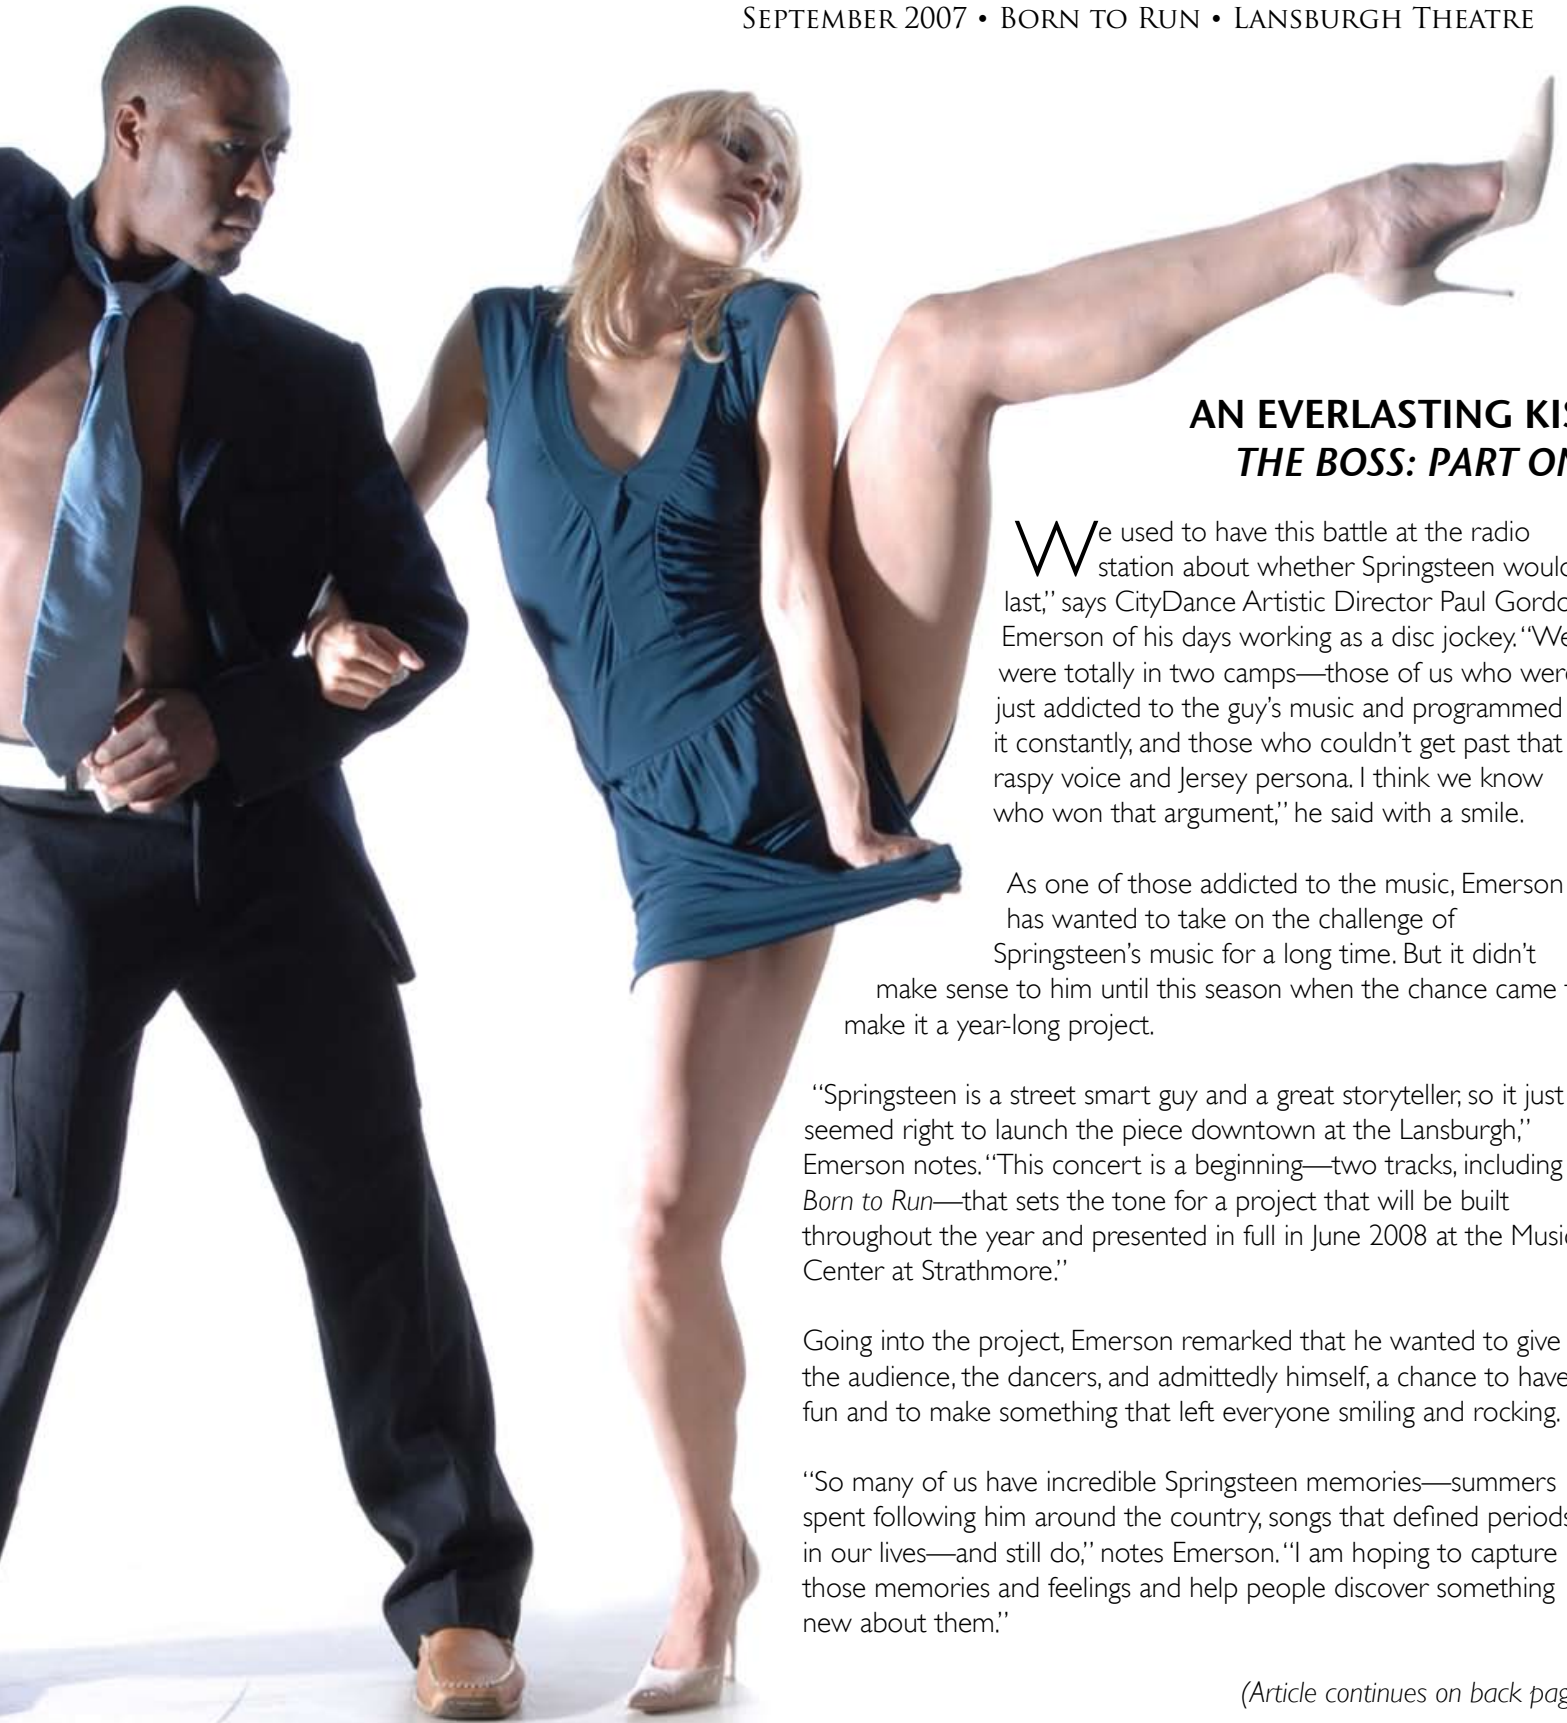 SEPTEMBER 2007 • BORN TO RUN • LANSBURGH THEATRE
AN EVERLASTING KIS
THE BOSS: PART ON
We used to have this battle at the radio
station about whether Springsteen would
last,” says CityDance Artistic Director Paul Gordo
Emerson of his days working as a disc jockey. “We
were totally in two camps—those of us who were
just addicted to the guy’s music and programmed
it constantly, and those who couldn’t get past that
raspy voice and Jersey persona. I think we know
who won that argument,” he said with a smile.
As one of those addicted to the music, Emerson
has wanted to take on the challenge of
Springsteen’s music for a long time. But it didn’t
make sense to him until this season when the chance came t
make it a year-long project.
“Springsteen is a street smart guy and a great storyteller, so it just
seemed right to launch the piece downtown at the Lansburgh,”
Emerson notes. “This concert is a beginning—two tracks, including
Born to Run—that sets the tone for a project that will be built
throughout the year and presented in full in June 2008 at the Music
Center at Strathmore.”
Going into the project, Emerson remarked that he wanted to give
the audience, the dancers, and admittedly himself, a chance to have
fun and to make something that left everyone smiling and rocking.
“So many of us have incredible Springsteen memories—summers
spent following him around the country, songs that defined periods
in our lives—and still do,” notes Emerson. “I am hoping to capture
those memories and feelings and help people discover something
new about them.”
(Article continues on back pag